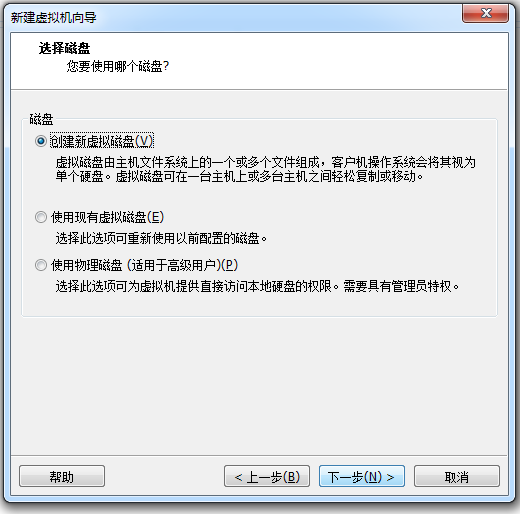 新建虚拟机向导
选择磁盘
您要使用哪个磁盘?
磁盘
创建新虚拟磁盘(V)
虚拟磁盘由主机文件系统上的一个或多个文件组成，客户机操作系统会将其视为
单个硬盘。虚拟磁盘可在一台主机上或多台主机之间轻松复制或移动。
使用现有虚拟磁盘(E)
选择此选项可重新使用以前配置的磁盘。
使用物理磁盘 (适用于高级用户)(P)
选择此选项可为虚拟机提供直接访问本地硬盘的权限。需要具有管理员特权。
帮助
< 上一步(B)
下一步(N) >
取消